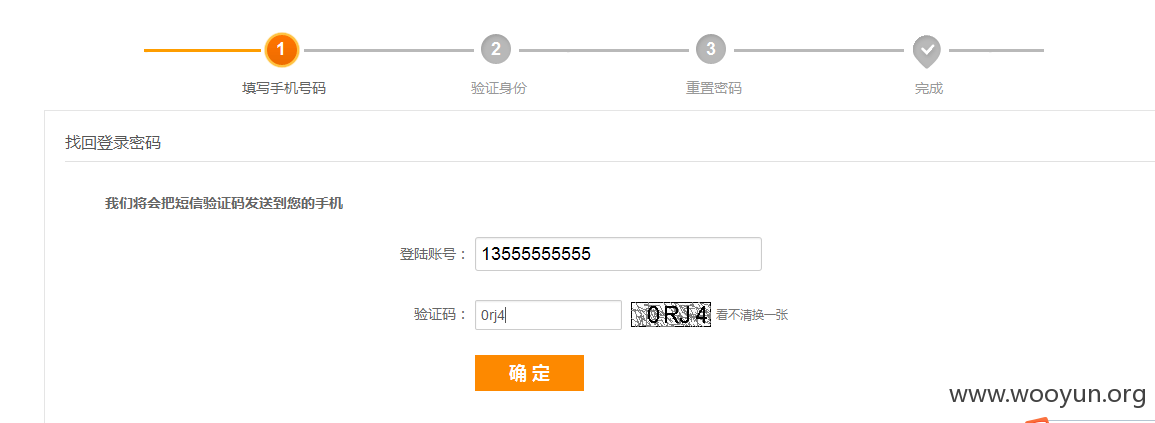 1 2 3
填写手机号码 验证身份 重置密码 完成
找回登录密码
我们将会把短信验证码发送到您的手机
登陆账号： 13555555555
验证码： 0rj4 0RJ4 看不清换一张
确 定
www.wooyun.org